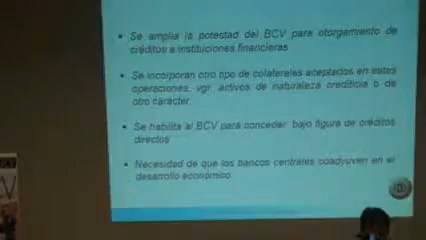 • Se amplia la potestad del BCV para otorgamiento de
créditos a instituciones financieras
• Se incorporan otro tipo de colaterales aceptados en estas
operaciones, vgr. activos de naturaleza crediticia o de
otro carácter.
• Se habilita al BCV para conceder bajo figura de créditos
directos
• Necesidad de que los bancos centrales coadyuven en el
desarrollo económico
V